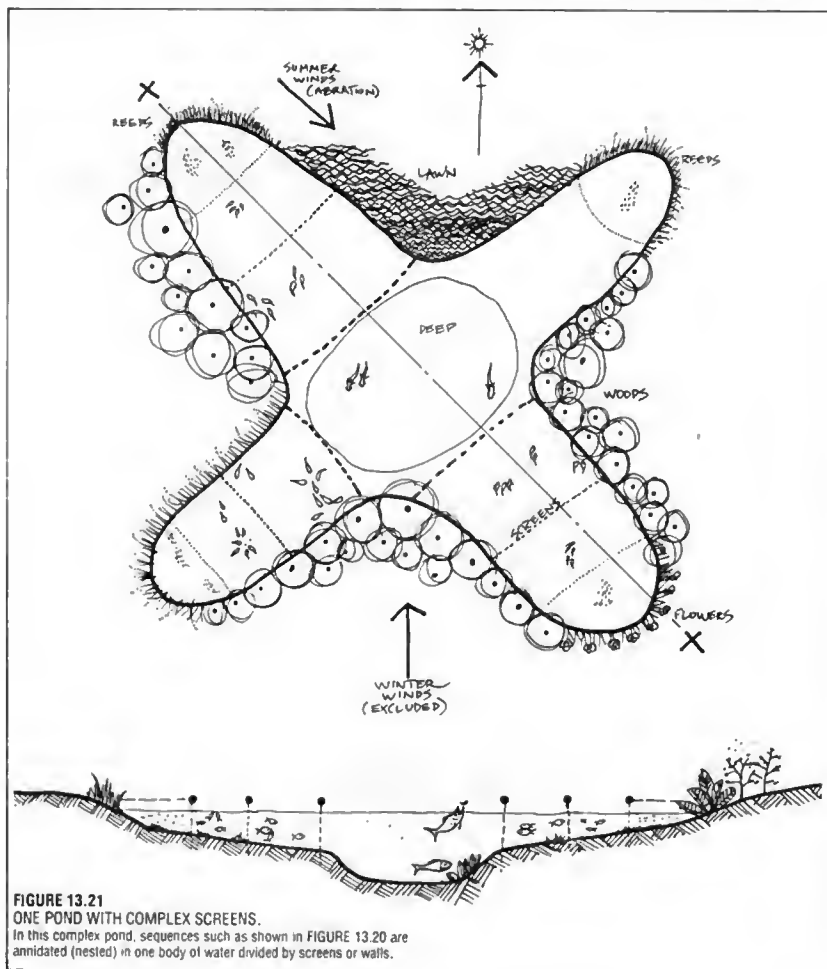 SUMMER
WINDS
(AERATION)
X
REEDS
LAWN
REEDS
DEEP
WOODS
SCREENS
FLOWERS
X
WINTER
WINDS
(EXCLUDED)
FIGURE 13.21
ONE POND WITH COMPLEX SCREENS.
In this complex pond, sequences such as shown in FIGURE 13.20 are
annidated (nested) in one body of water divided by screens or walls.